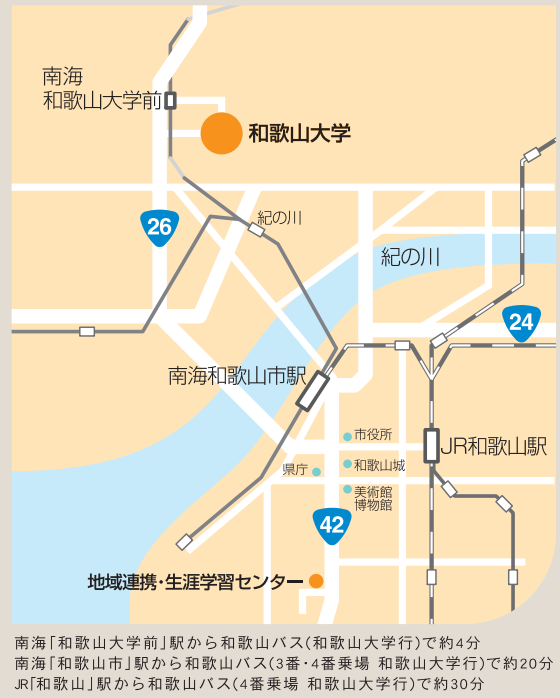 南海
和歌山大学前
和歌山大学
26
紀の川
紀の川
24
南海和歌山市駅
市役所
JR和歌山駅
県庁
和歌山城
美術館
博物館
42
地域連携・生涯学習センター
南海「和歌山大学前」駅から和歌山バス(和歌山大学行)で約4分
南海「和歌山市」駅から和歌山バス(3番・4番乗場 和歌山大学行)で約20分
JR「和歌山」駅から和歌山バス(4番乗場 和歌山大学行)で約30分